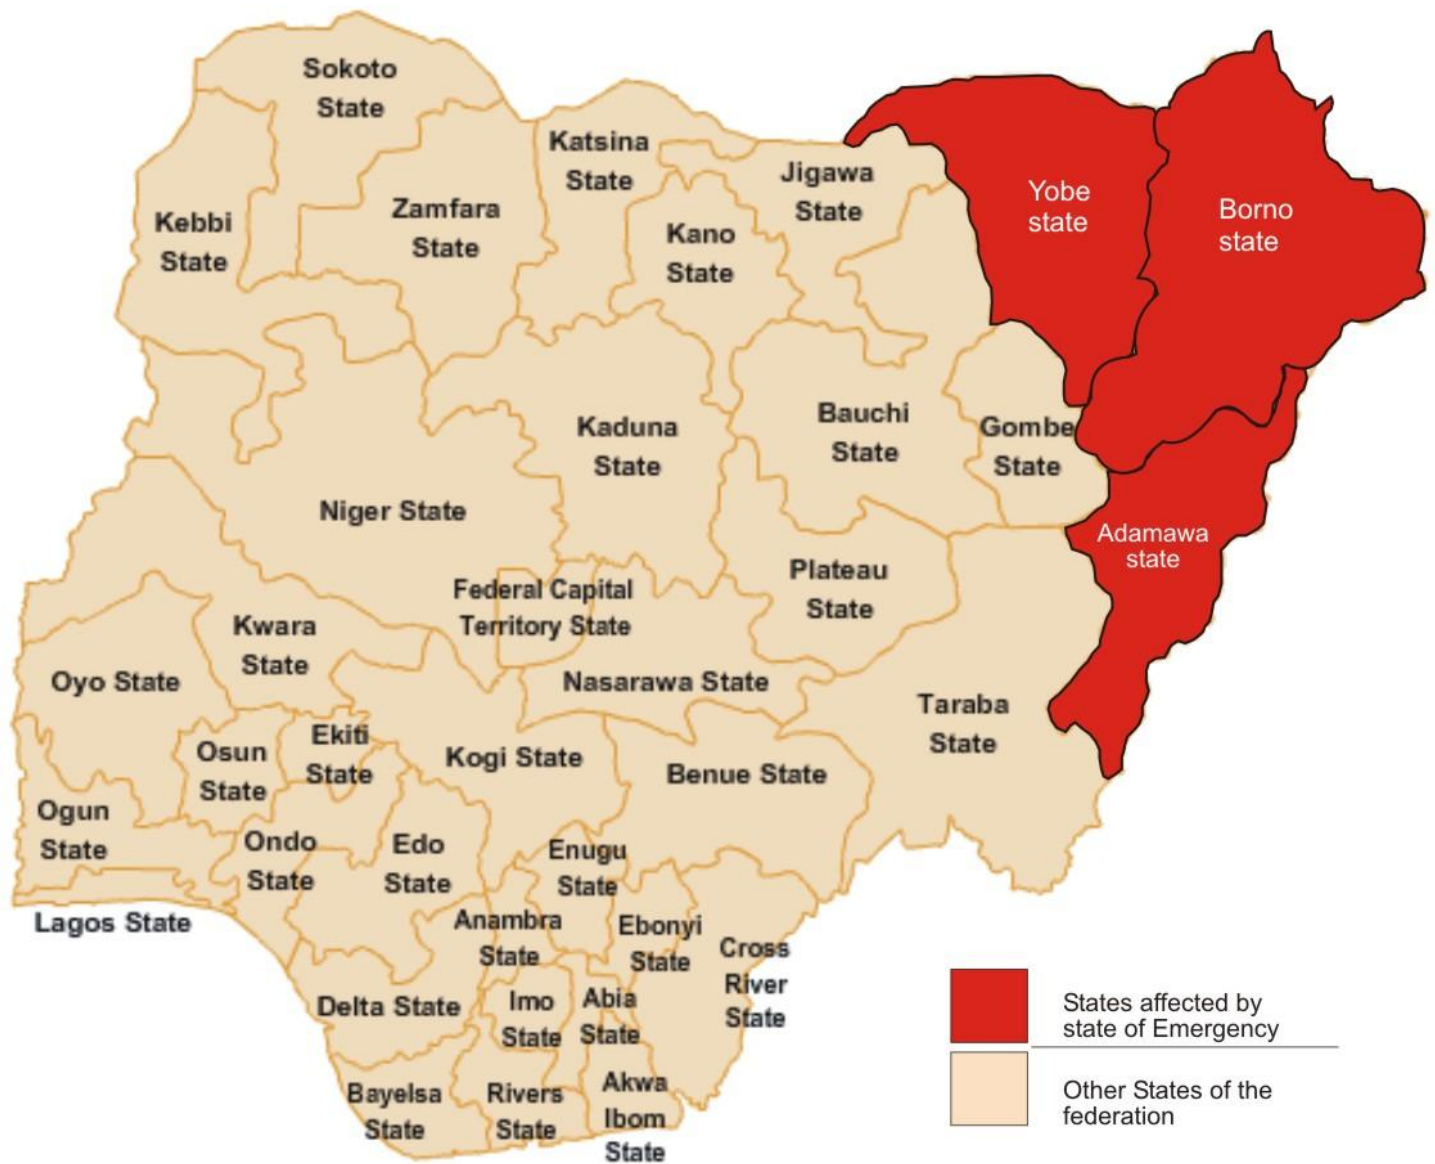 Sokoto
State
Katsina
State
Jigawa
State
Yobe
state
Borno
state
Kebbi
State
Zamfara
State
Kano
State
Kaduna
State
Bauchi
State
Gombe
State
Niger State
Adamawa
state
Federal Capital
Territory State
Plateau
State
Kwara
State
Oyo State
Nasarawa State
Taraba
State
Osun
State
Ekiti
State
Kogi State
Benue State
Ogun
State
Ondo
State
Edo
State
Enugu
State
Lagos State
Anambra
State
Ebonyi
State
Cross
River
State
Delta State
Imo
State
Abia
State
Bayelsa
State
Rivers
State
Akwa
Ibom
State
States affected by
state of Emergency
Other States of the
federation